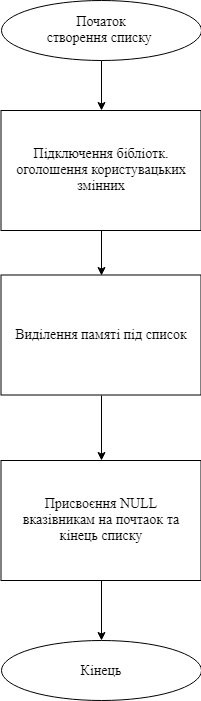 Початок
створення списку
Підключення бібліотк.
оголошення користувацьких
змінних
Виділення памяті під список
Присвоєння NULL
вказівникам на почтаок та
кінець списку
Кінець